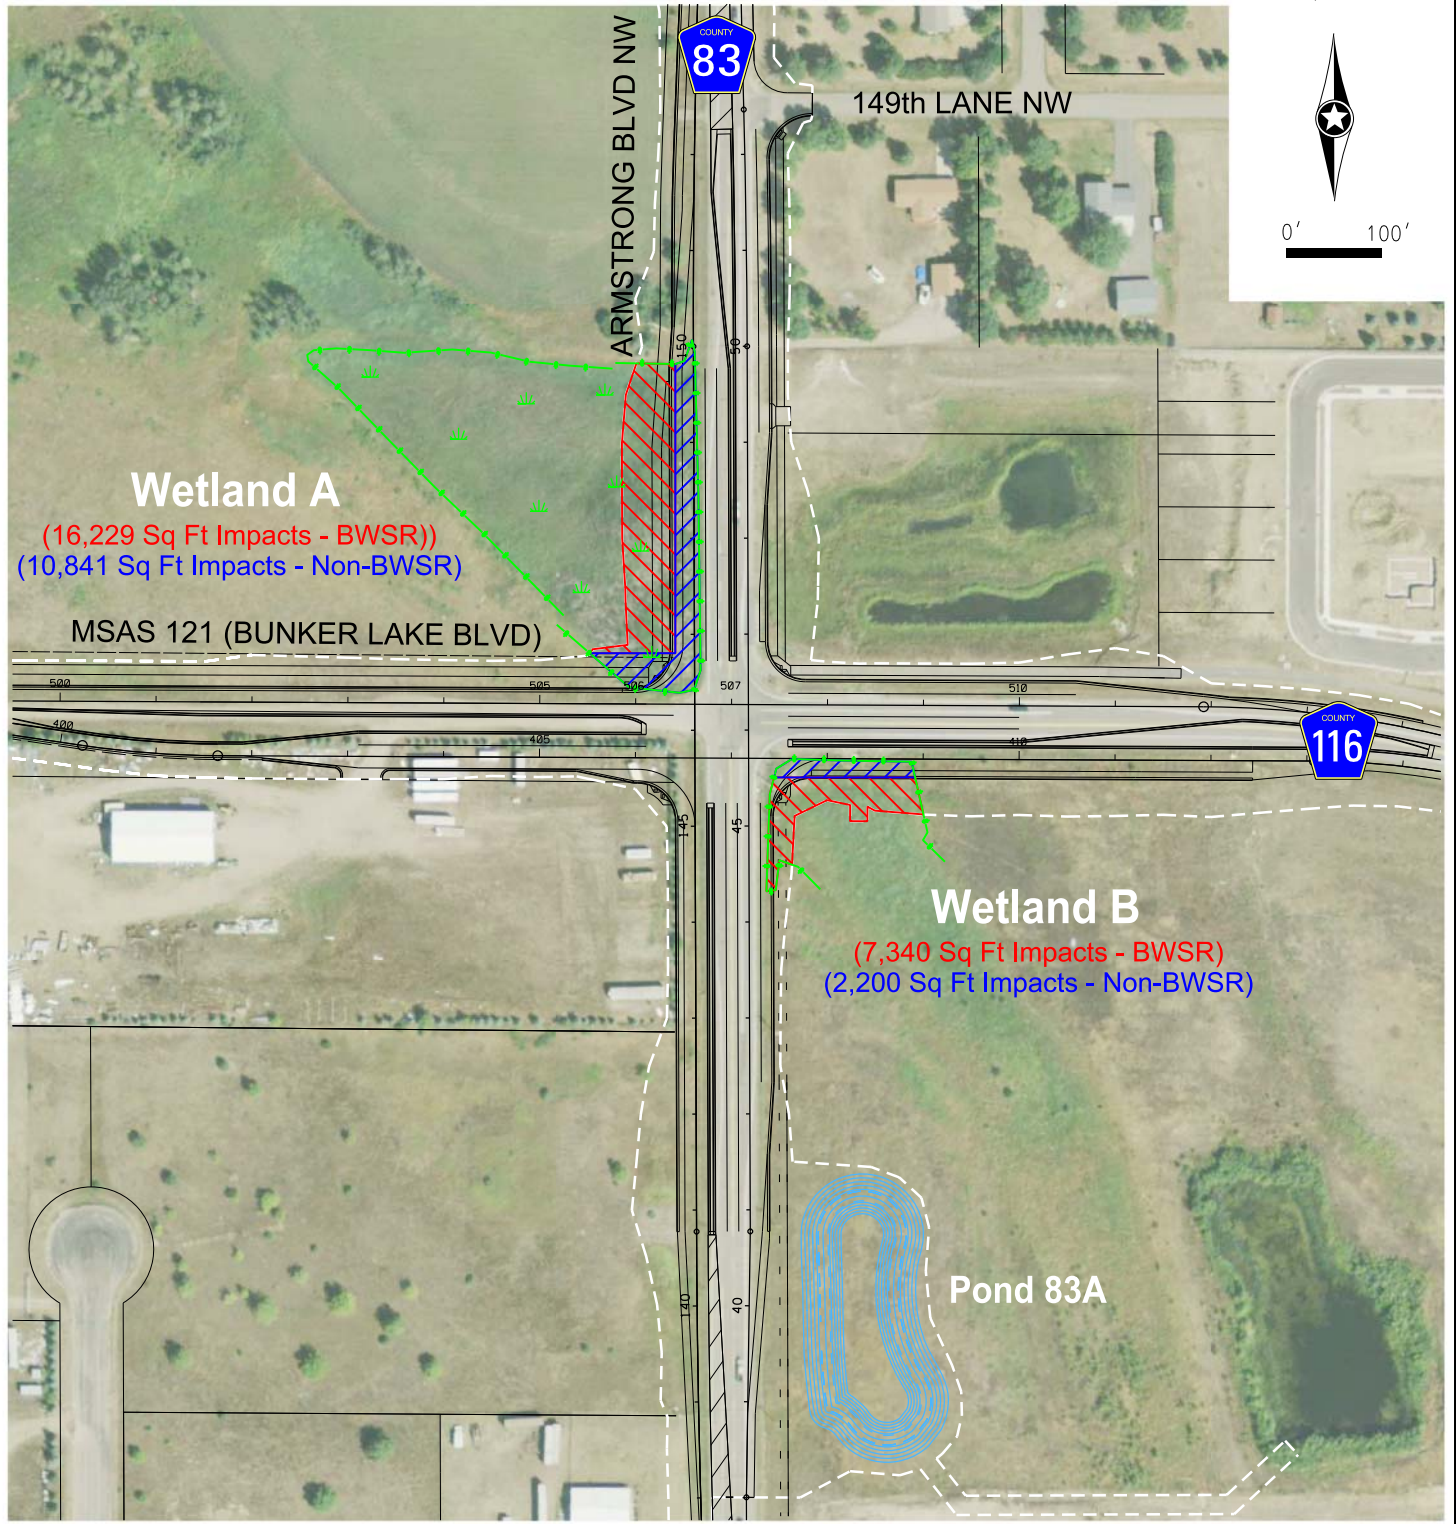 COUNTY
83
ARMSTRONG BLVD NW
149th LANE NW
0' 100'
150
50
Wetland A
(16,229 Sq Ft Impacts - BWSR))
(10,841 Sq Ft Impacts - Non-BWSR)
MSAS 121 (BUNKER LAKE BLVD)
500
505
506
507
510
400
405
410
COUNTY
116
145
45
Wetland B
(7,340 Sq Ft Impacts - BWSR)
(2,200 Sq Ft Impacts - Non-BWSR)
Pond 83A
140
40